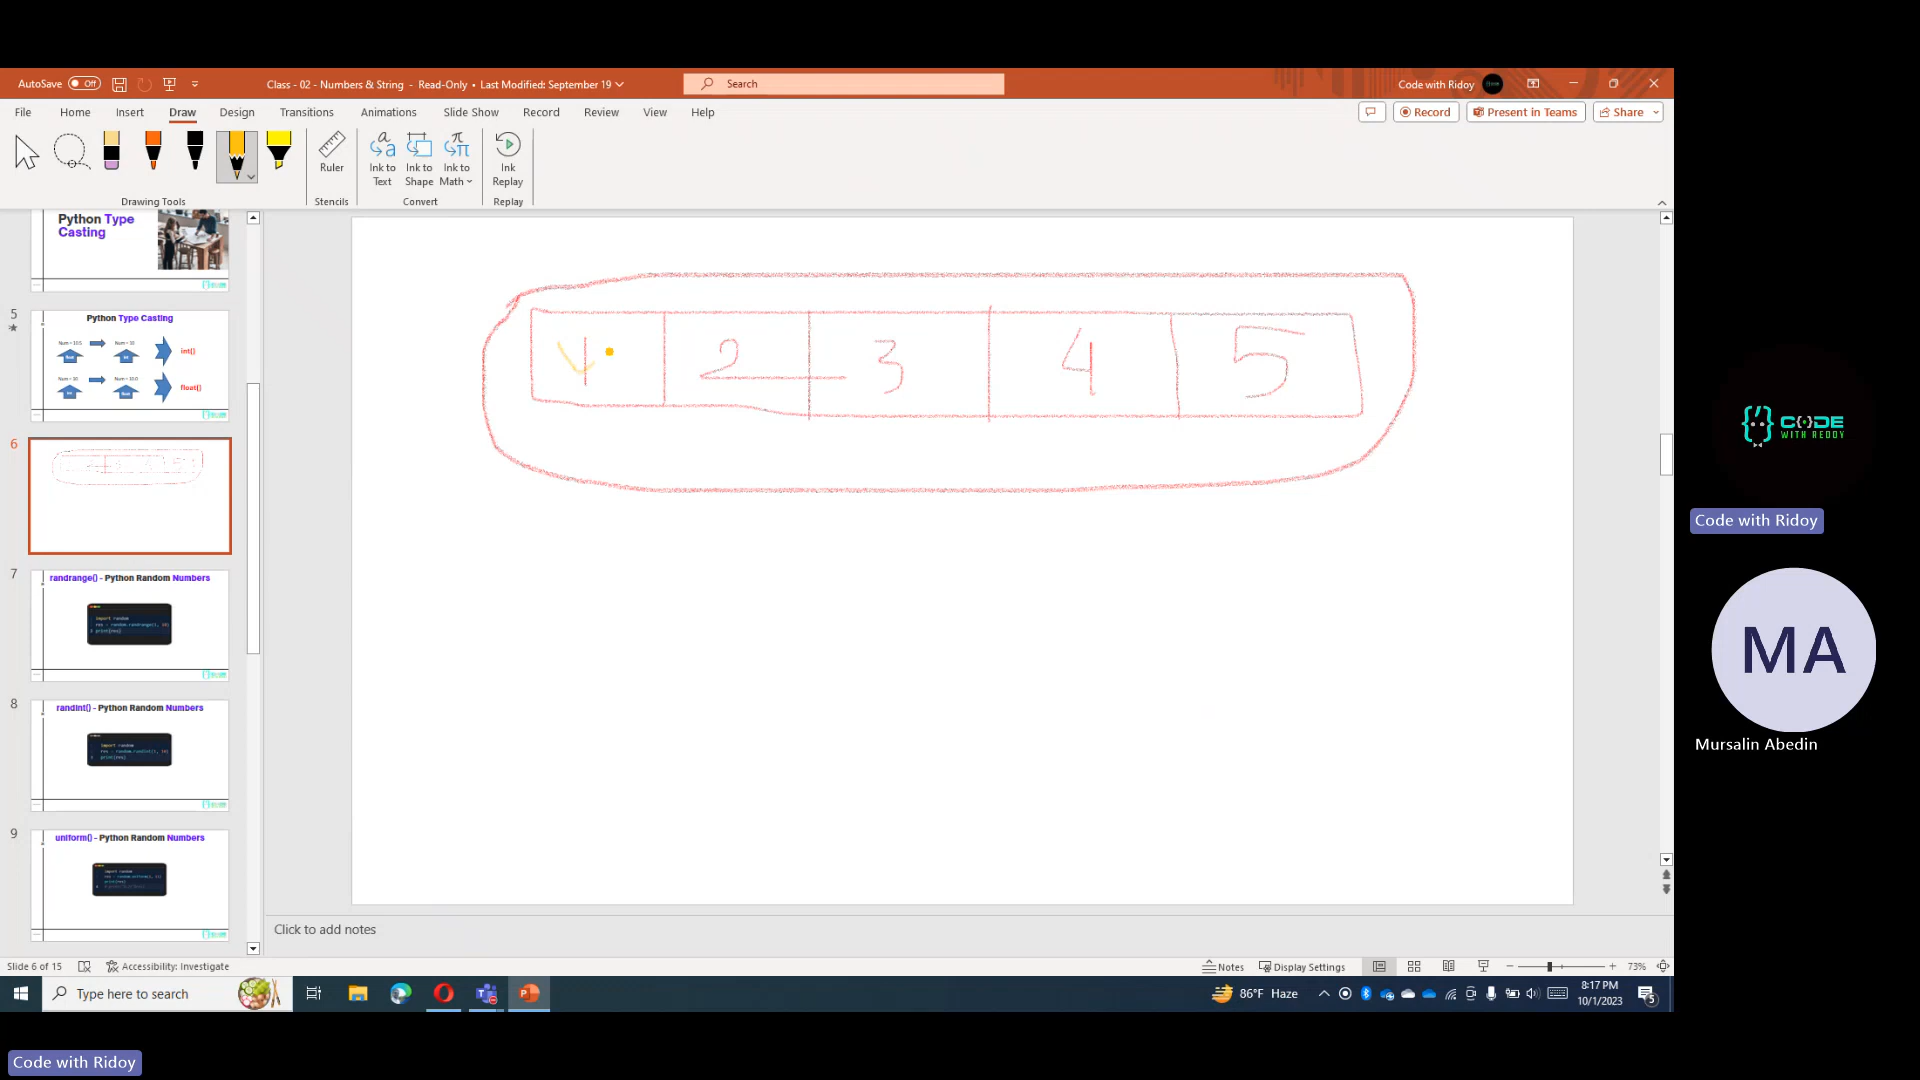 AutoSave Off
Class - 02 - Numbers & String - Read-Only • Last Modified: September 19
Search
Code with Ridoy
File Home Insert Draw Design Transitions Animations Slide Show Record Review View Help
Record
Present in Teams
Share
Ruler
Ink to Text
Ink to Shape
Ink to Math
Ink Replay
Drawing Tools
Stencils
Convert
Replay
Python Type Casting
5
Python Type Casting
int()
float()
6
7
randrange() - Python Random Numbers
8
randint() - Python Random Numbers
9
uniform() - Python Random Numbers
1 2 3 4 5
Click to add notes
Slide 6 of 15
Accessibility: Investigate
Notes
Display Settings
73%
Type here to search
86°F Haze
8:17 PM
10/1/2023
5
CODE
WITH REDOY
Code with Ridoy
MA
Mursalin Abedin
Code with Ridoy